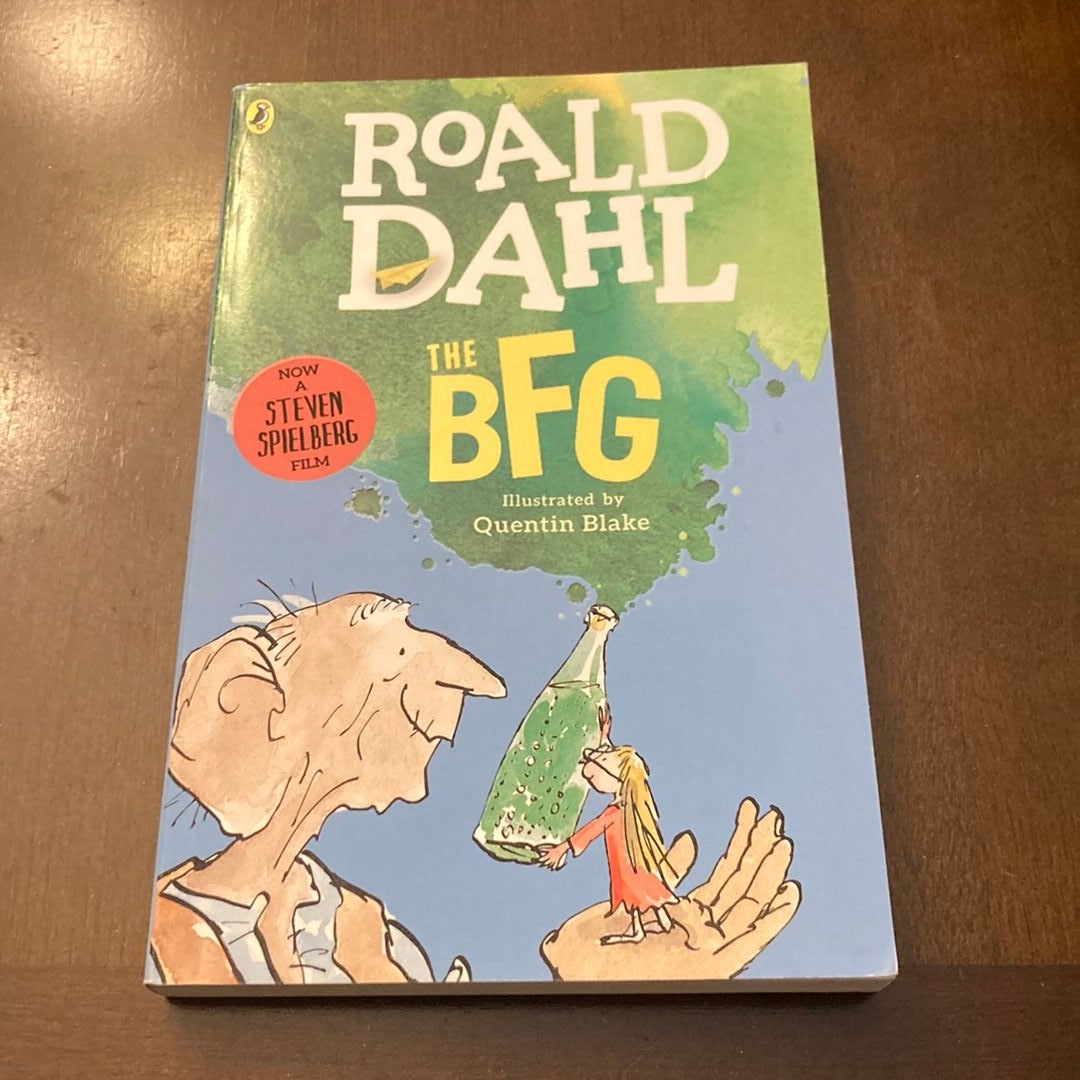 ROALD
DAHL
THE
BFG
NOW
A
STEVEN
SPIELBERG
FILM
Illustrated by
Quentin Blake